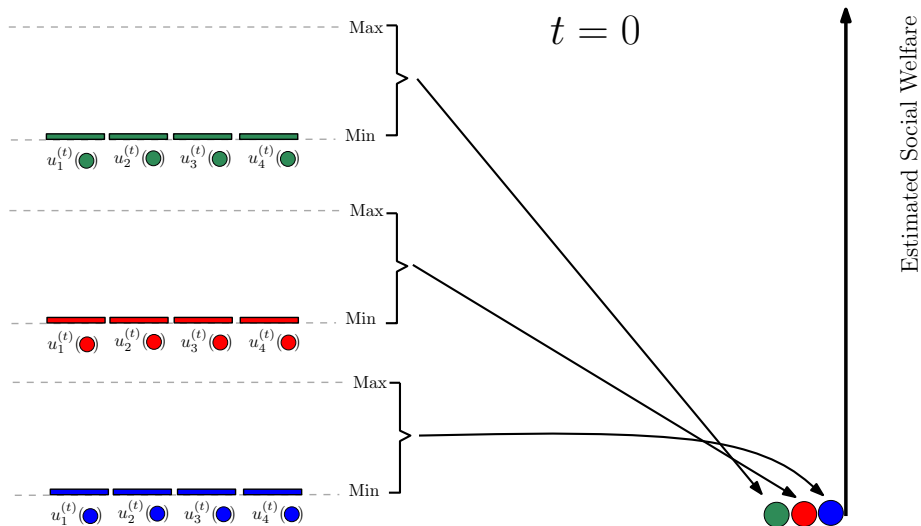 t = 0
Max
Min
u_1^{(t)}( ) u_2^{(t)}( ) u_3^{(t)}( ) u_4^{(t)}( )
Max
Min
u_1^{(t)}( ) u_2^{(t)}( ) u_3^{(t)}( ) u_4^{(t)}( )
Max
Min
u_1^{(t)}( ) u_2^{(t)}( ) u_3^{(t)}( ) u_4^{(t)}( )
Estimated Social Welfare